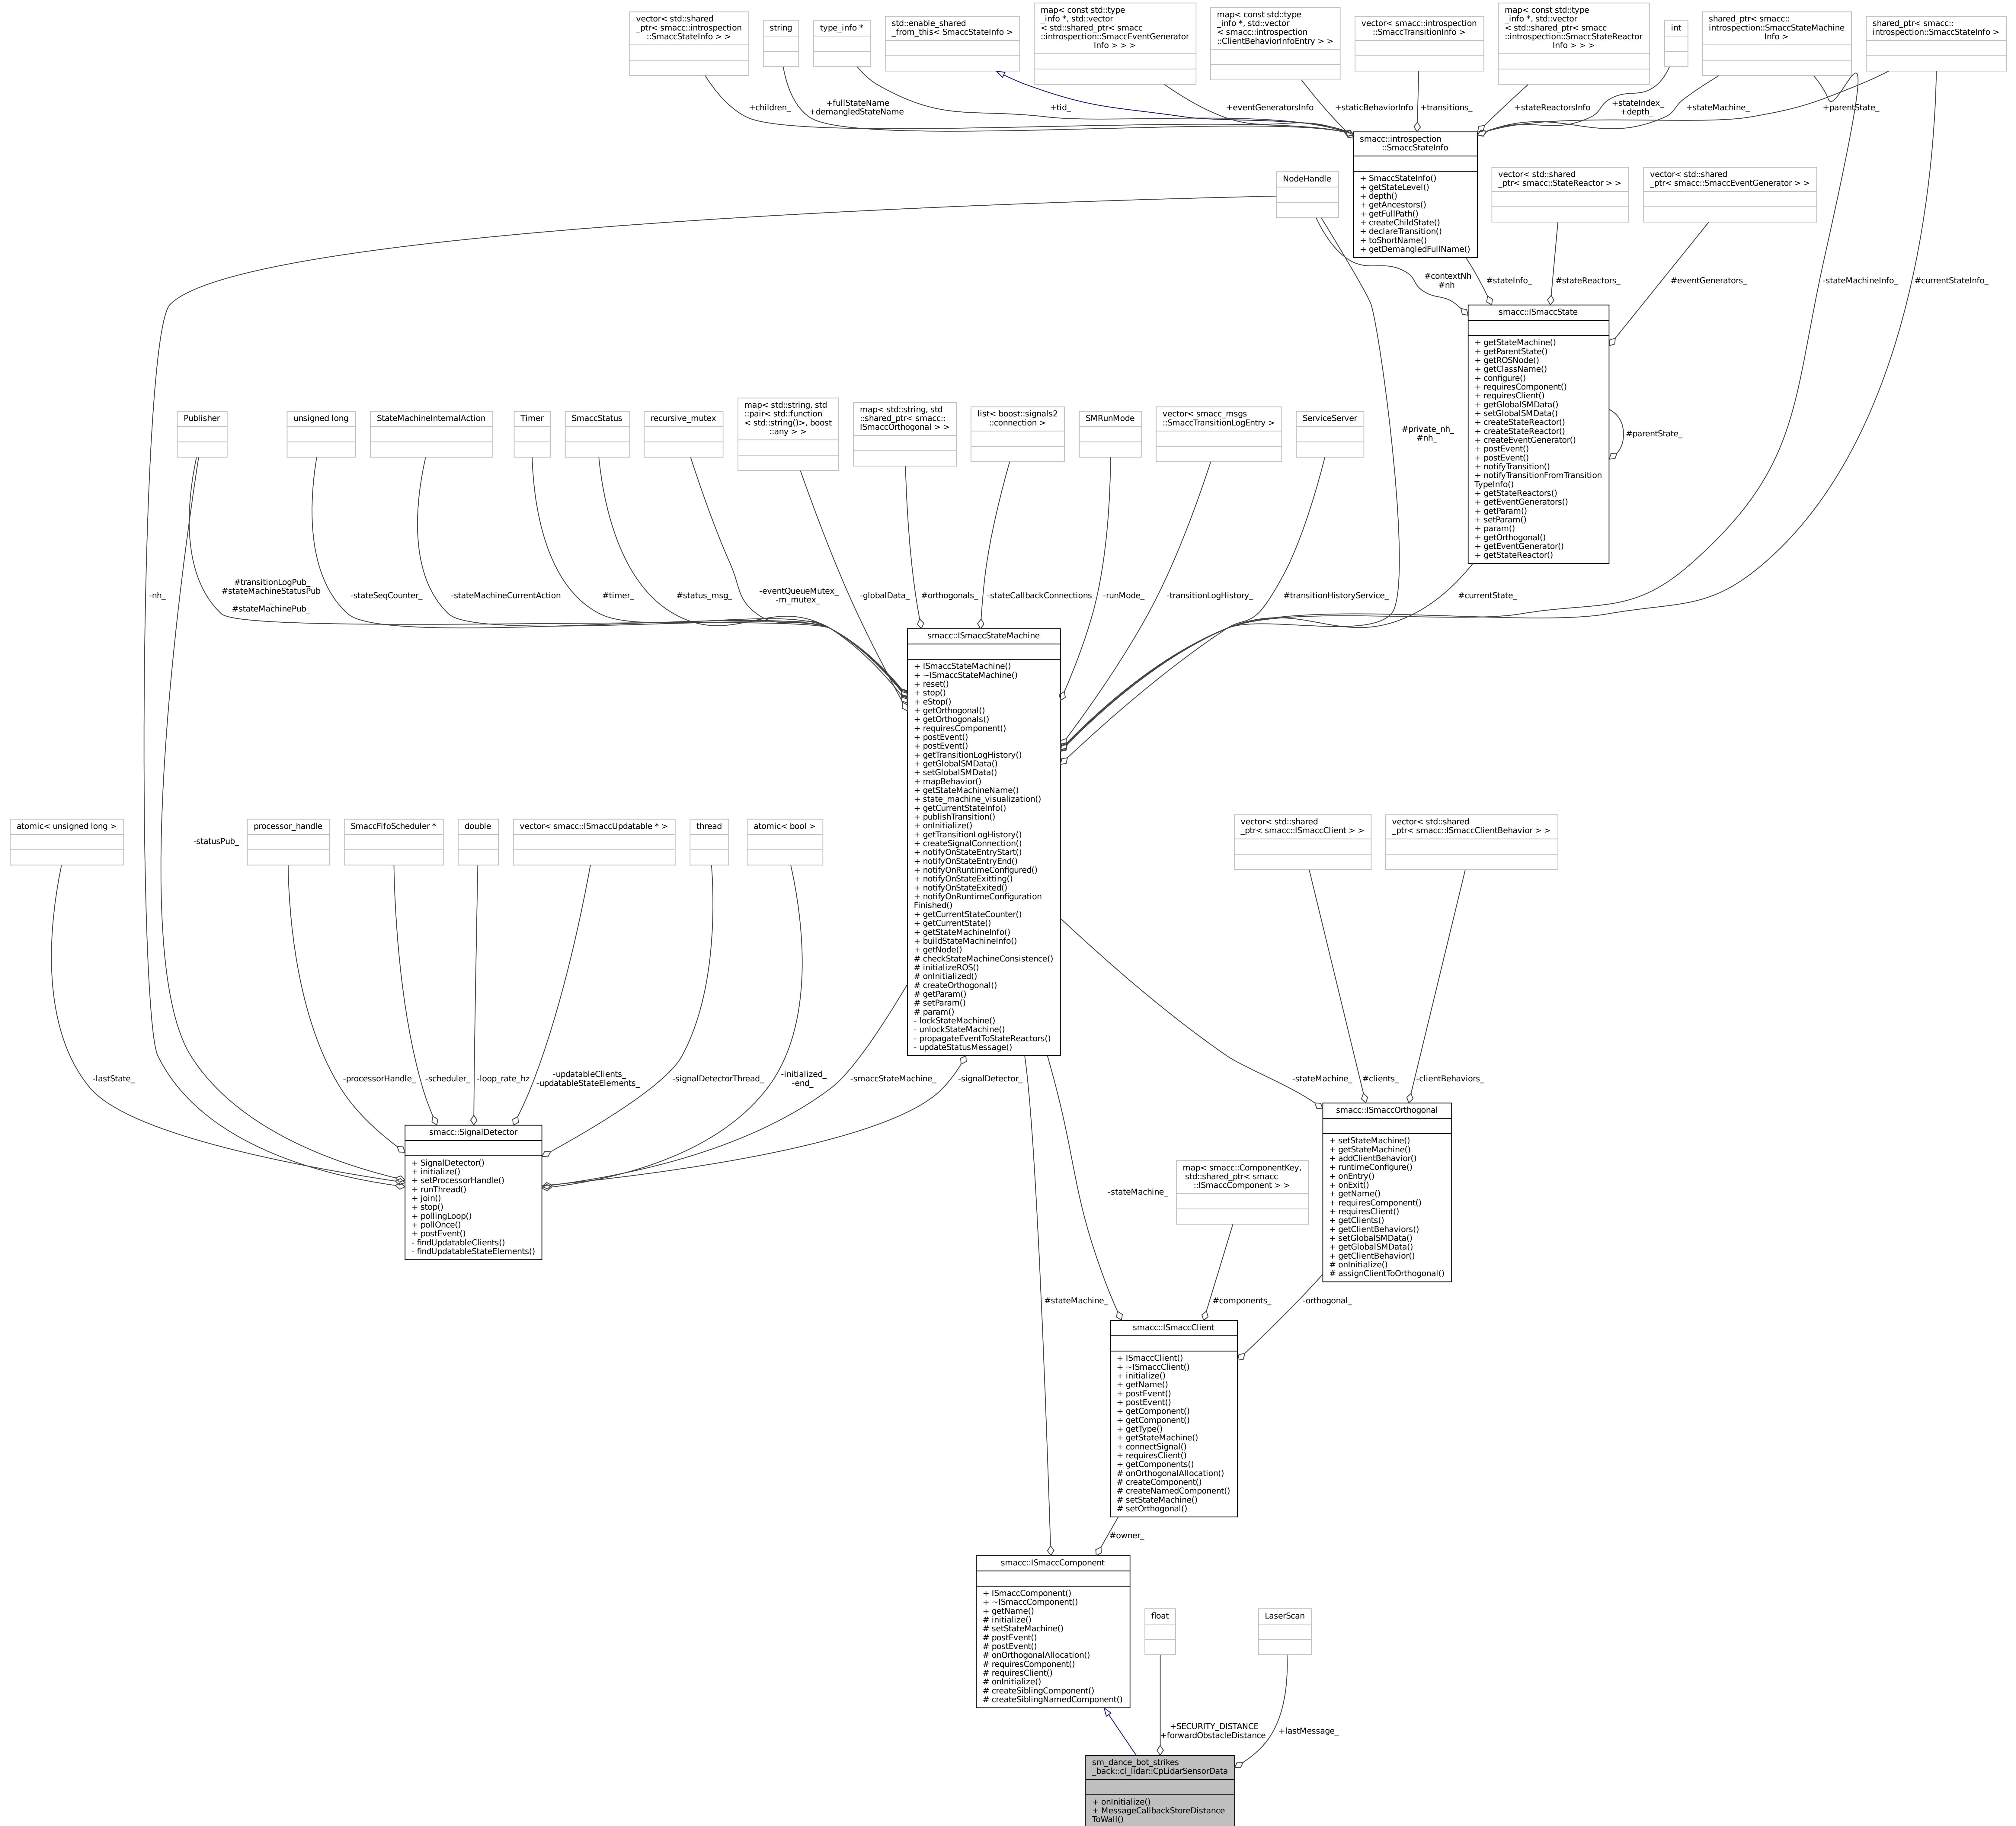 vector< std::shared
_ptr< smacc::introspection
::SmaccStateInfo > >
string
type_info *
std::enable_shared
_from_this< SmaccStateInfo >
map< const std::type
_info *, std::vector
< std::shared_ptr< smacc
::introspection::SmaccEventGenerator
Info > > >
map< const std::type
_info *, std::vector
< smacc::introspection
::ClientBehaviorInfoEntry > >
vector< smacc::introspection
::SmaccTransitionInfo >
map< const std::type
_info *, std::vector
< std::shared_ptr< smacc
::introspection::SmaccStateReactor
Info > > >
int
shared_ptr< smacc::
introspection::SmaccStateMachine
Info >
shared_ptr< smacc::
introspection::SmaccStateInfo >
+children_
+fullStateName
+demangledStateName
+tid_
+eventGeneratorsInfo
+staticBehaviorInfo
+transitions_
+stateReactorsInfo
+stateIndex_
+depth_
+stateMachine_
+parentState_
smacc::introspection
::SmaccStateInfo
+ SmaccStateInfo()
+ getStateLevel()
+ depth()
+ getAncestors()
+ getFullPath()
+ createChildState()
+ declareTransition()
+ toShortName()
+ getDemangledFullName()
NodeHandle
vector< std::shared
_ptr< smacc::StateReactor > >
vector< std::shared
_ptr< smacc::SmaccEventGenerator > >
#contextNh
#nh
#stateInfo_
#stateReactors_
#eventGenerators_
-stateMachineInfo_
#currentStateInfo_
smacc::ISmaccState
+ getStateMachine()
+ getParentState()
+ getROSNode()
+ getClassName()
+ configure()
+ requiresComponent()
+ requiresClient()
+ getGlobalSMData()
+ setGlobalSMData()
+ createStateReactor()
+ createStateReactor()
+ createEventGenerator()
+ postEvent()
+ postEvent()
+ notifyTransition()
+ notifyTransitionFromTransition
TypeInfo()
+ getStateReactors()
+ getEventGenerators()
+ getParam()
+ setParam()
+ param()
+ getOrthogonal()
+ getEventGenerator()
+ getStateReactor()
#parentState_
Publisher
unsigned long
StateMachineInternalAction
Timer
SmaccStatus
recursive_mutex
map< std::string, std
::pair< std::function
< std::string()>, boost
::any > >
map< std::string, std
::shared_ptr< smacc::
ISmaccOrthogonal > >
list< boost::signals2
::connection >
SMRunMode
vector< smacc_msgs
::SmaccTransitionLogEntry >
ServiceServer
#private_nh_
#nh_
-nh_
#transitionLogPub_
#stateMachineStatusPub
_
#stateMachinePub_
-stateSeqCounter_
-stateMachineCurrentAction
#timer_
#status_msg_
-eventQueueMutex_
-m_mutex_
-globalData_
#orthogonals_
-stateCallbackConnections
-runMode_
-transitionLogHistory_
#transitionHistoryService_
#currentState_
smacc::ISmaccStateMachine
+ ISmaccStateMachine()
+ ~ISmaccStateMachine()
+ reset()
+ stop()
+ eStop()
+ getOrthogonal()
+ getOrthogonals()
+ requiresComponent()
+ postEvent()
+ postEvent()
+ getTransitionLogHistory()
+ getGlobalSMData()
+ setGlobalSMData()
+ mapBehavior()
+ getStateMachineName()
+ state_machine_visualization()
+ getCurrentStateInfo()
+ publishTransition()
+ onInitialize()
+ getTransitionLogHistory()
+ createSignalConnection()
+ notifyOnStateEntryStart()
+ notifyOnStateEntryEnd()
+ notifyOnRuntimeConfigured()
+ notifyOnStateExitting()
+ notifyOnStateExited()
+ notifyOnRuntimeConfiguration
Finished()
+ getCurrentStateCounter()
+ getCurrentState()
+ getStateMachineInfo()
+ buildStateMachineInfo()
+ getNode()
# checkStateMachineConsistence()
# initializeROS()
# onInitialized()
# createOrthogonal()
# getParam()
# setParam()
# param()
- lockStateMachine()
- unlockStateMachine()
- propagateEventToStateReactors()
- updateStatusMessage()
atomic< unsigned long >
-statusPub_
processor_handle
SmaccFifoScheduler *
double
vector< smacc::ISmaccUpdatable * >
thread
atomic< bool >
vector< std::shared
_ptr< smacc::ISmaccClient > >
vector< std::shared
_ptr< smacc::ISmaccClientBehavior > >
-lastState_
-processorHandle_
-scheduler_
-loop_rate_hz
-updatableClients_
-updatableStateElements_
-signalDetectorThread_
-initialized_
-end_
-smaccStateMachine_
-signalDetector_
-stateMachine_
#clients_
-clientBehaviors_
smacc::SignalDetector
+ SignalDetector()
+ initialize()
+ setProcessorHandle()
+ runThread()
+ join()
+ stop()
+ pollingLoop()
+ pollOnce()
+ postEvent()
- findUpdatableClients()
- findUpdatableStateElements()
smacc::ISmaccOrthogonal
+ setStateMachine()
+ getStateMachine()
+ addClientBehavior()
+ runtimeConfigure()
+ onEntry()
+ onExit()
+ getName()
+ requiresComponent()
+ requiresClient()
+ getClients()
+ getClientBehaviors()
+ setGlobalSMData()
+ getGlobalSMData()
+ getClientBehavior()
# onInitialize()
# assignClientToOrthogonal()
map< smacc::ComponentKey,
std::shared_ptr< smacc
::ISmaccComponent > >
-stateMachine_
#stateMachine_
#components_
-orthogonal_
smacc::ISmaccClient
+ ISmaccClient()
+ ~ISmaccClient()
+ initialize()
+ getName()
+ postEvent()
+ postEvent()
+ getComponent()
+ getComponent()
+ getType()
+ getStateMachine()
+ connectSignal()
+ requiresClient()
+ getComponents()
# onOrthogonalAllocation()
# createComponent()
# createNamedComponent()
# setStateMachine()
# setOrthogonal()
#owner_
smacc::ISmaccComponent
+ ISmaccComponent()
+ ~ISmaccComponent()
+ getName()
# initialize()
# setStateMachine()
# postEvent()
# postEvent()
# onOrthogonalAllocation()
# requiresComponent()
# requiresClient()
# onInitialize()
# createSiblingComponent()
# createSiblingNamedComponent()
float
LaserScan
+SECURITY_DISTANCE
+forwardObstacleDistance
+lastMessage_
sm_dance_bot_strikes
_back::cl_lidar::CpLidarSensorData
+ onInitialize()
+ MessageCallbackStoreDistance
ToWall()